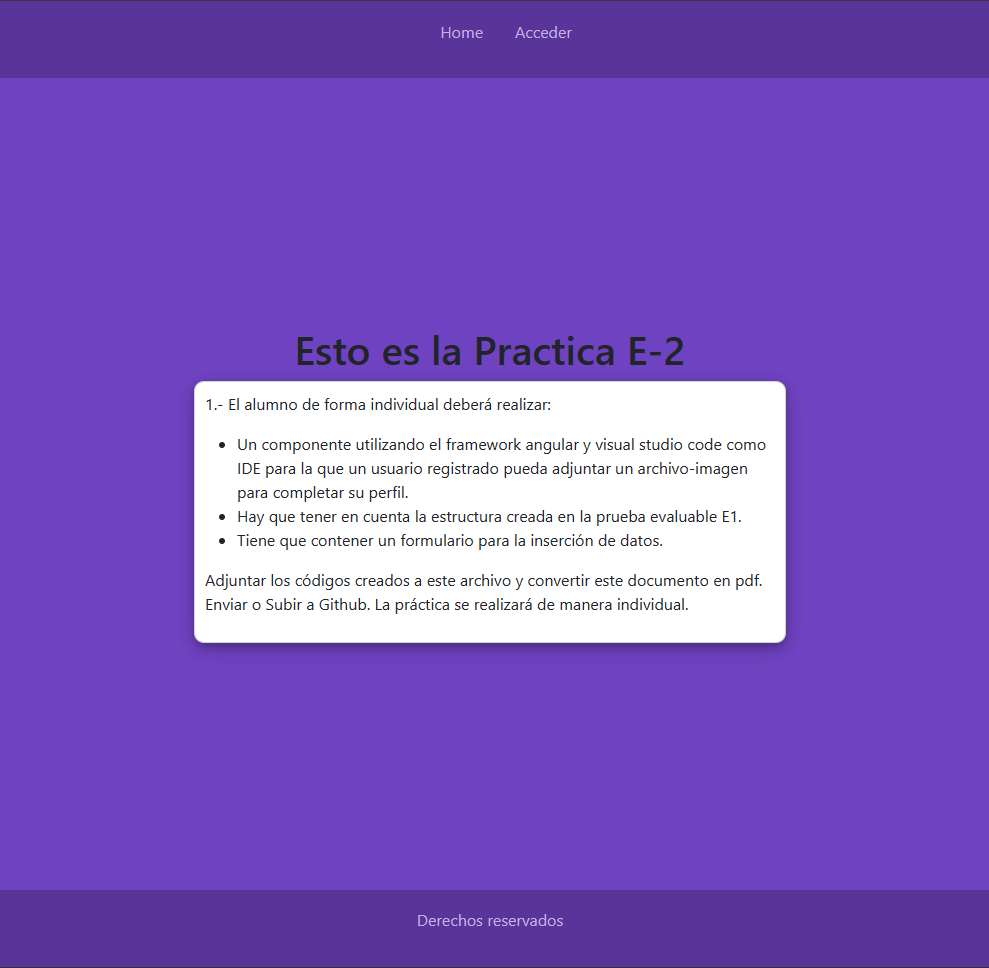 Home Acceder
Esto es la Practica E-2
1.- El alumno de forma individual deberá realizar:
Un componente utilizando el framework angular y visual studio code como
IDE para la que un usuario registrado pueda adjuntar un archivo-imagen
para completar su perfil.
Hay que tener en cuenta la estructura creada en la prueba evaluable E1.
Tiene que contener un formulario para la inserción de datos.
Adjuntar los códigos creados a este archivo y convertir este documento en pdf.
Enviar o Subir a Github. La práctica se realizará de manera individual.
Derechos reservados